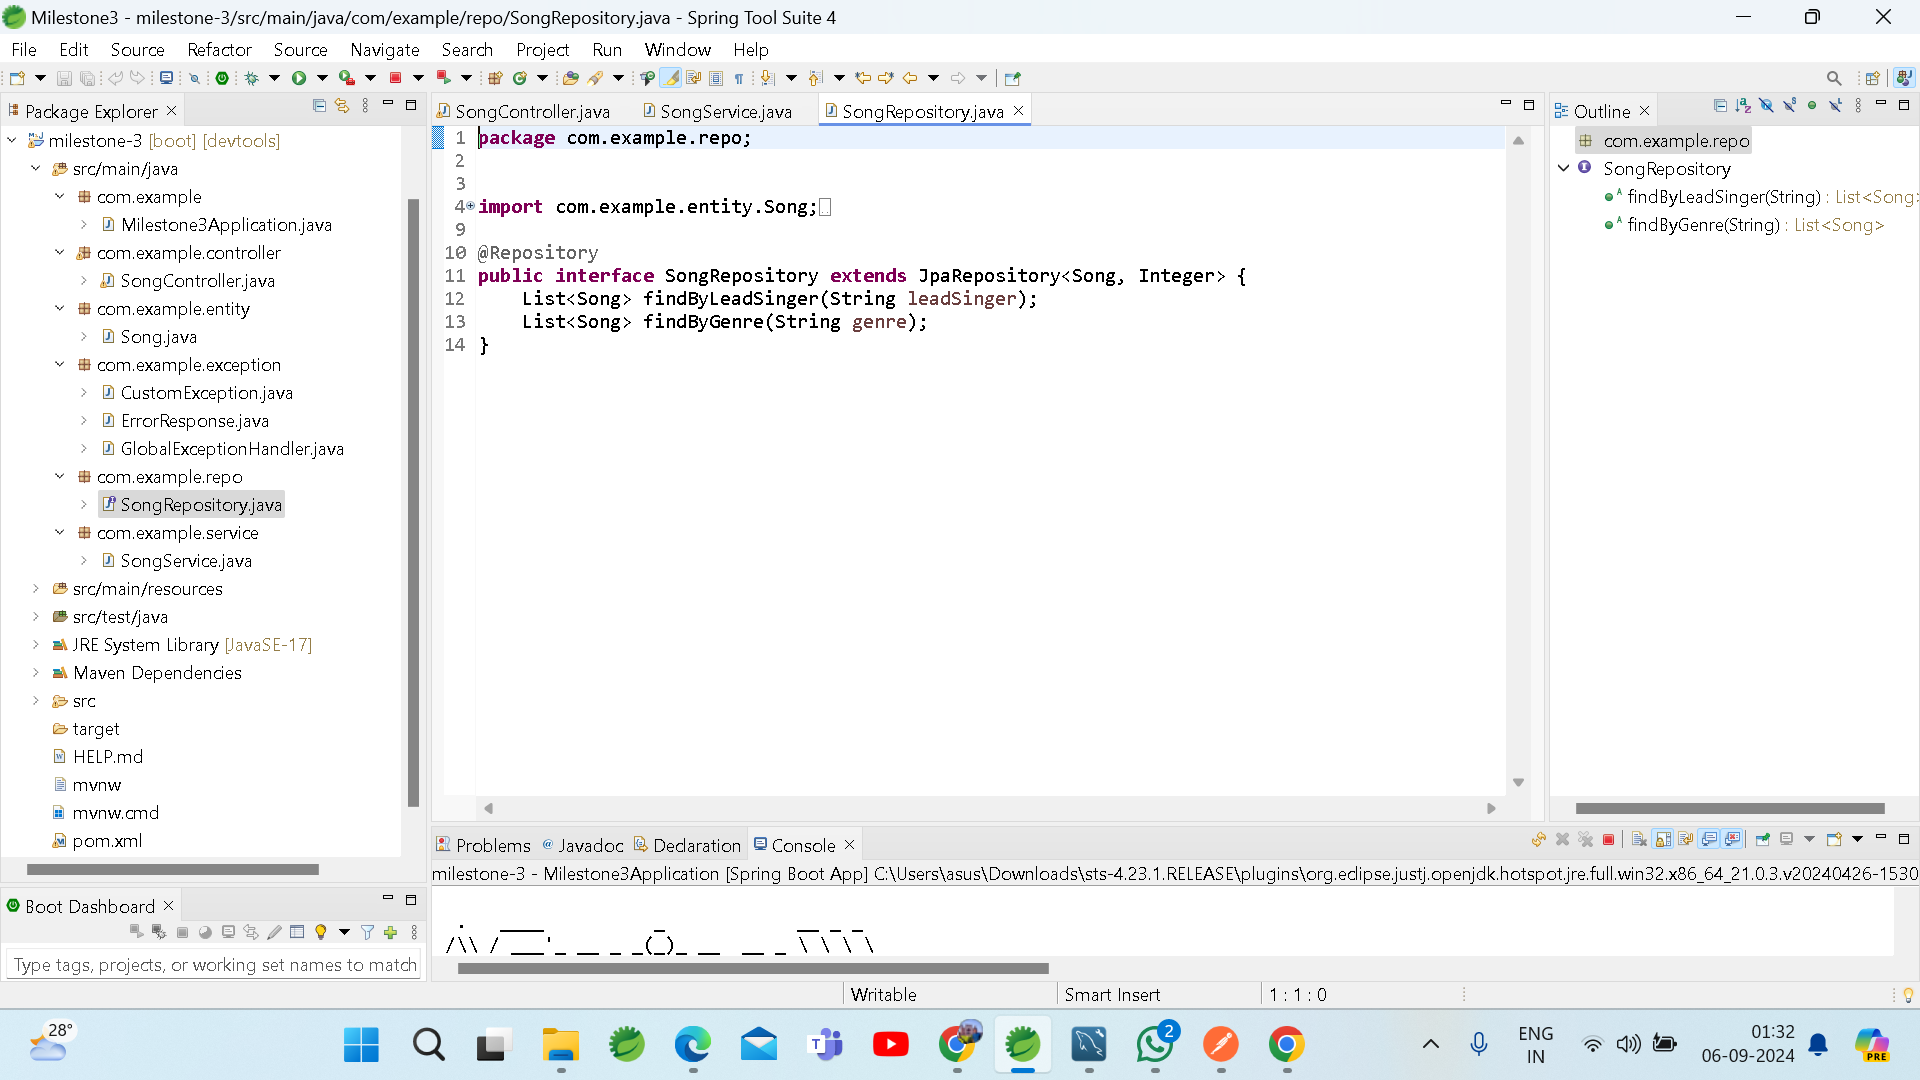 Milestone3 - milestone-3/src/main/java/com/example/repo/SongRepository.java - Spring Tool Suite 4
File Edit Source Refactor Source Navigate Search Project Run Window Help
Package Explorer
milestone-3 [boot] [devtools]
src/main/java
com.example
Milestone3Application.java
com.example.controller
SongController.java
com.example.entity
Song.java
com.example.exception
CustomException.java
ErrorResponse.java
GlobalExceptionHandler.java
com.example.repo
SongRepository.java
com.example.service
SongService.java
src/main/resources
src/test/java
JRE System Library [JavaSE-17]
Maven Dependencies
src
target
HELP.md
mvnw
mvnw.cmd
pom.xml
Boot Dashboard
Type tags, projects, or working set names to match
SongController.java SongService.java SongRepository.java
1 package com.example.repo;
2
3
4 import com.example.entity.Song;
9
10 @Repository
11 public interface SongRepository extends JpaRepository<Song, Integer> {
12 List<Song> findByLeadSinger(String leadSinger);
13 List<Song> findByGenre(String genre);
14 }
Outline
com.example.repo
SongRepository
findByLeadSinger(String) : List<Song>
findByGenre(String) : List<Song>
Problems Javadoc Declaration Console
milestone-3 - Milestone3Application [Spring Boot App] C:\Users\asus\Downloads\sts-4.23.1.RELEASE\plugins\org.eclipse.justj.openjdk.hotspot.jre.full.win32.x86_64_21.0.3.v20240426-1530
  .   ____          _            __ _ _
 /\\ / ___'_ __ _ _(_)_ __  __ _ \ \ \ \
Writable Smart Insert 1 : 1 : 0
28°
2
ENG
IN
01:32
06-09-2024
PRE